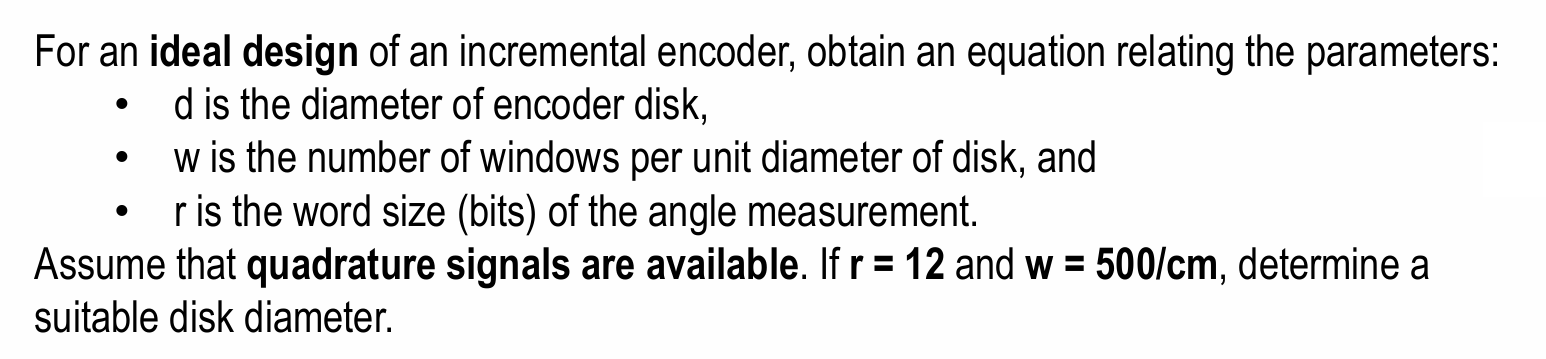 For an ideal design of an incremental encoder, obtain an equation relating the parameters:
• d is the diameter of encoder disk,
• w is the number of windows per unit diameter of disk, and
• r is the word size (bits) of the angle measurement.
Assume that quadrature signals are available. If r = 12 and w = 500/cm, determine a
suitable disk diameter.